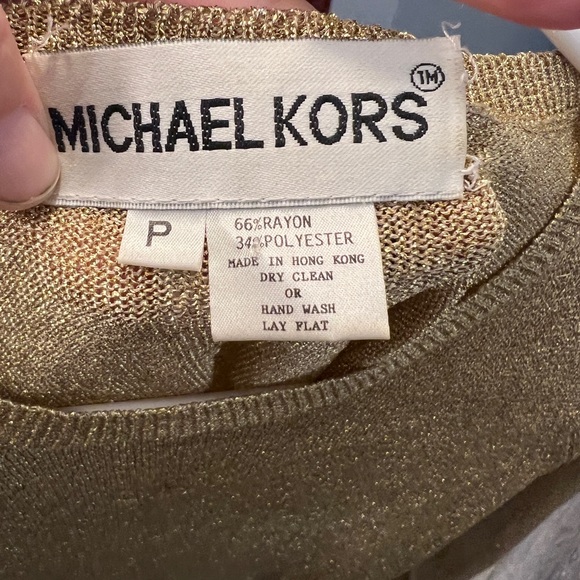 MICHAEL KORS TM
P
66% RAYON
34% POLYESTER
MADE IN HONG KONG
DRY CLEAN
OR
HAND WASH
LAY FLAT